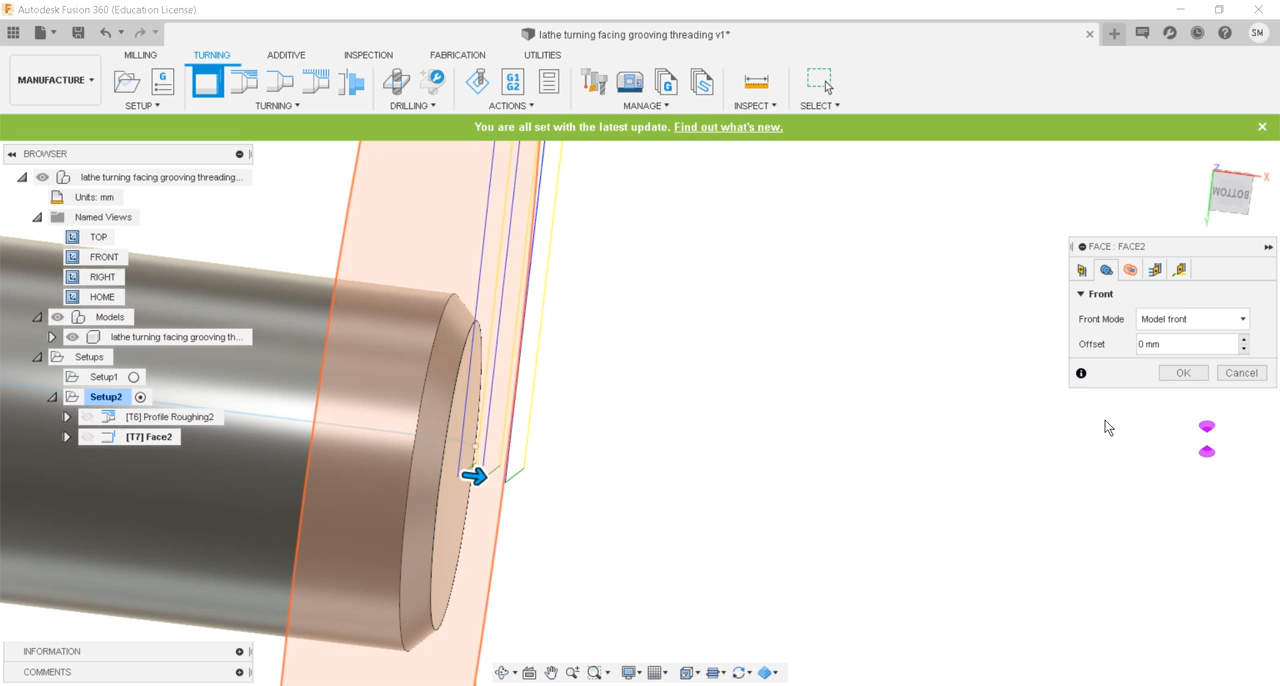 Autodesk Fusion 360 (Education License)
lathe turning facing grooving threading v1*
SM
MILLING TURNING ADDITIVE INSPECTION FABRICATION UTILITIES
MANUFACTURE
G G1 G2 G
SETUP TURNING DRILLING ACTIONS MANAGE INSPECT SELECT
You are all set with the latest update. Find out what's new.
BROWSER
lathe turning facing grooving threading...
Units: mm
Named Views
TOP
FRONT
RIGHT
HOME
Models
lathe turning facing grooving th...
Setups
Setup1
Setup2
[T6] Profile Roughing2
[T7] Face2
Z X
BOTTOM
Y
FACE : FACE2
Front
Front Mode Model front
Offset 0 mm
OK Cancel
INFORMATION
COMMENTS